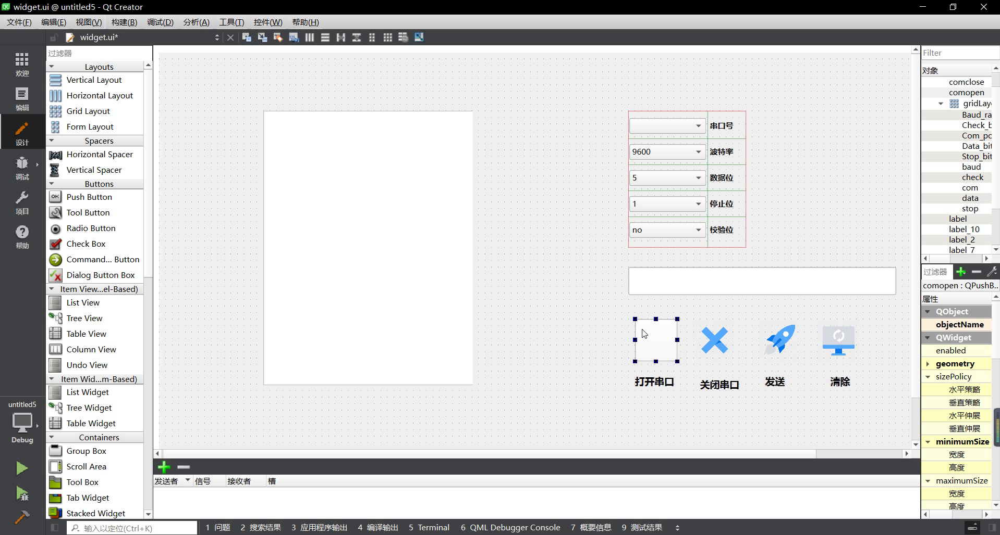 widget.ui @ untitled5 - Qt Creator
文件(F) 编辑(E) 视图(V) 构建(B) 调试(D) 分析(A) 工具(T) 控件(W) 帮助(H)
widget.ui*
欢迎
编辑
设计
调试
项目
帮助
untitled5
Debug
过滤器
Layouts
Vertical Layout
Horizontal Layout
Grid Layout
Form Layout
Spacers
Horizontal Spacer
Vertical Spacer
Buttons
OK Push Button
Tool Button
Radio Button
Check Box
Command... Button
Dialog Button Box
Item View...el-Based)
List View
Tree View
Table View
Column View
Undo View
Item Wid...m-Based)
List Widget
Tree Widget
Table Widget
Containers
Group Box
Scroll Area
Tool Box
Tab Widget
Stacked Widget
串口号
9600 波特率
5 数据位
1 停止位
no 校验位
打开串口 关闭串口 发送 清除
发送者 信号 接收者 槽
Filter
对象
comclose
comopen
gridLay
Baud_ra
Check_b
Com_po
Data_bit
Stop_bit
baud
check
com
data
stop
label
label_10
label_2
label_7
过滤器
comopen : QPushB..
属性
QObject
objectName
QWidget
enabled
geometry
sizePolicy
水平策略
垂直策略
水平伸展
垂直伸展
minimumSize
宽度
高度
maximumSize
宽度
高度
输入以定位(Ctrl+K) 1 问题 2 搜索结果 3 应用程序输出 4 编译输出 5 Terminal 6 QML Debugger Console 7 概要信息 9 测试结果